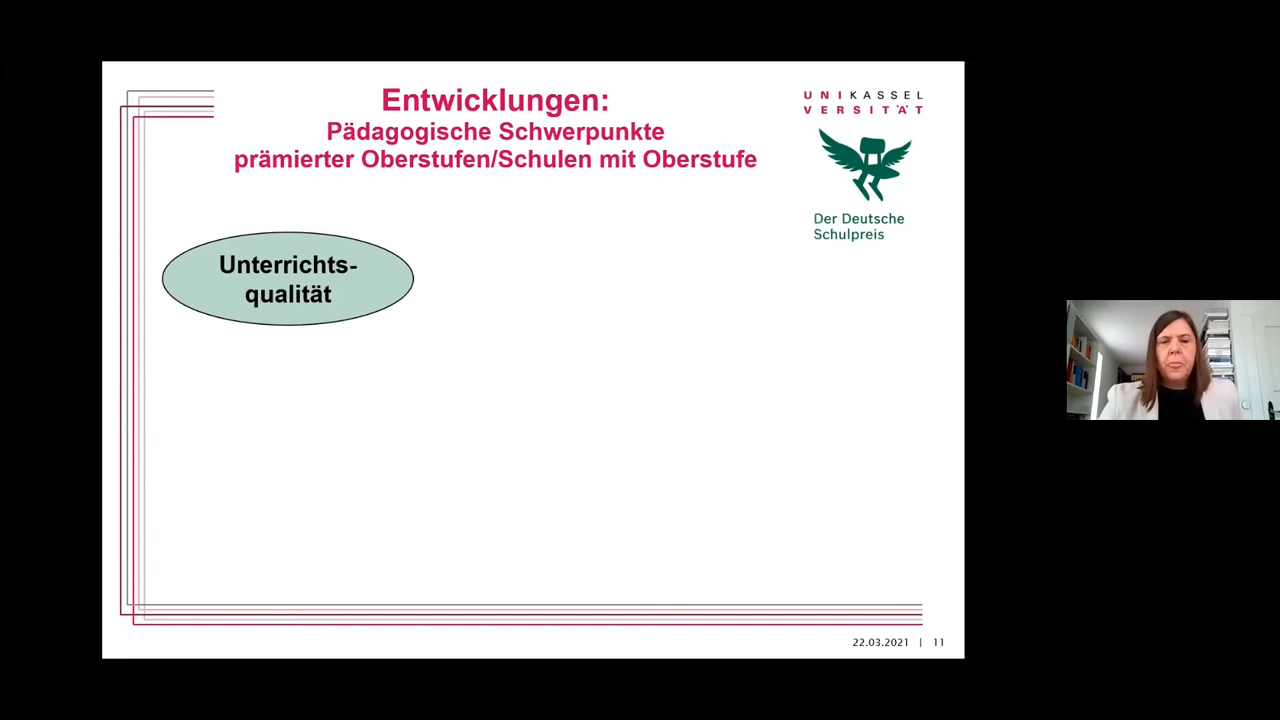 Entwicklungen:
Pädagogische Schwerpunkte
prämierter Oberstufen/Schulen mit Oberstufe
UNIKASSEL
VERSITÄT
Der Deutsche
Schulpreis
Unterrichts-
qualität
22.03.2021 | 11